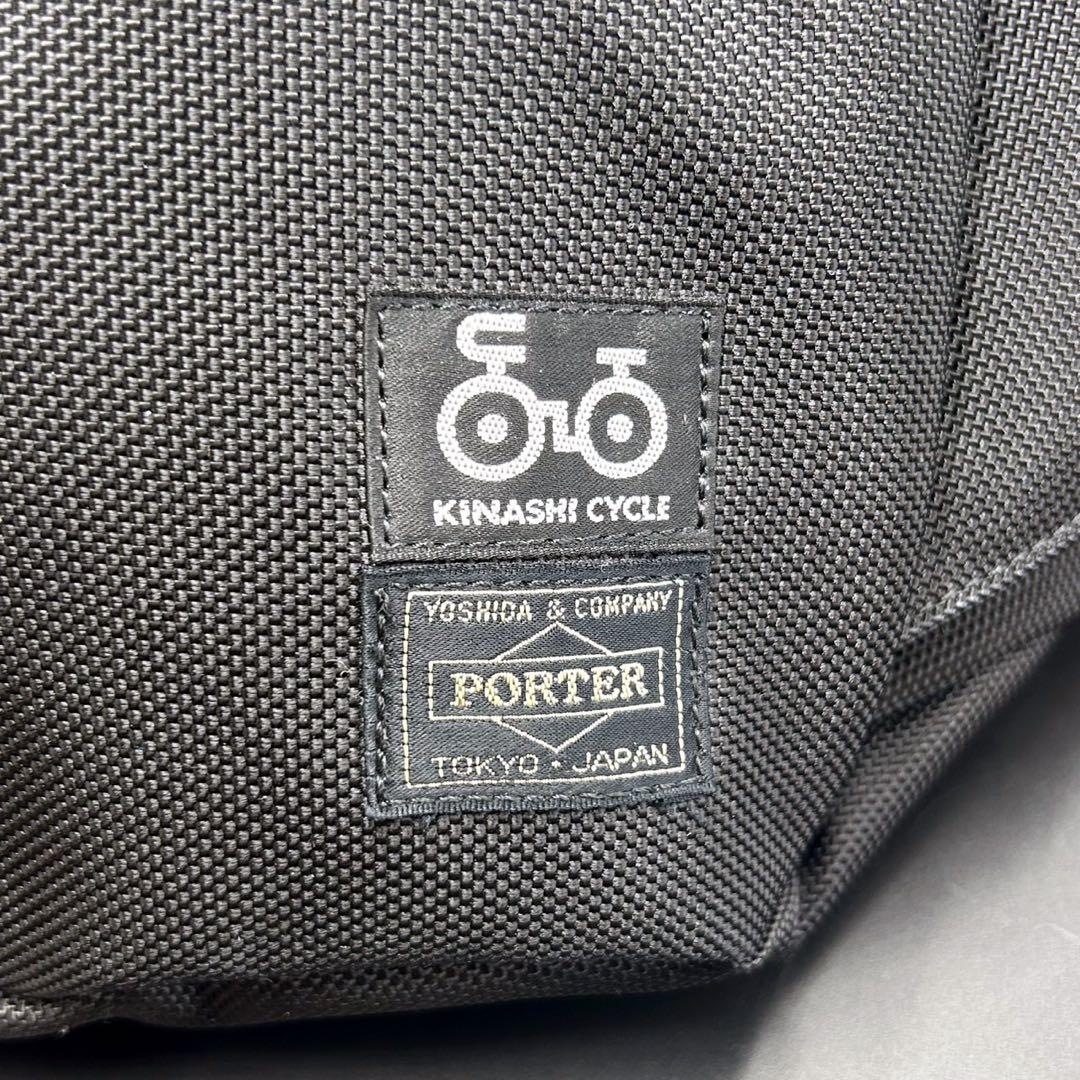 KINASHI CYCLE
YOSHIDA & COMPANY
PORTER
TOKYO · JAPAN